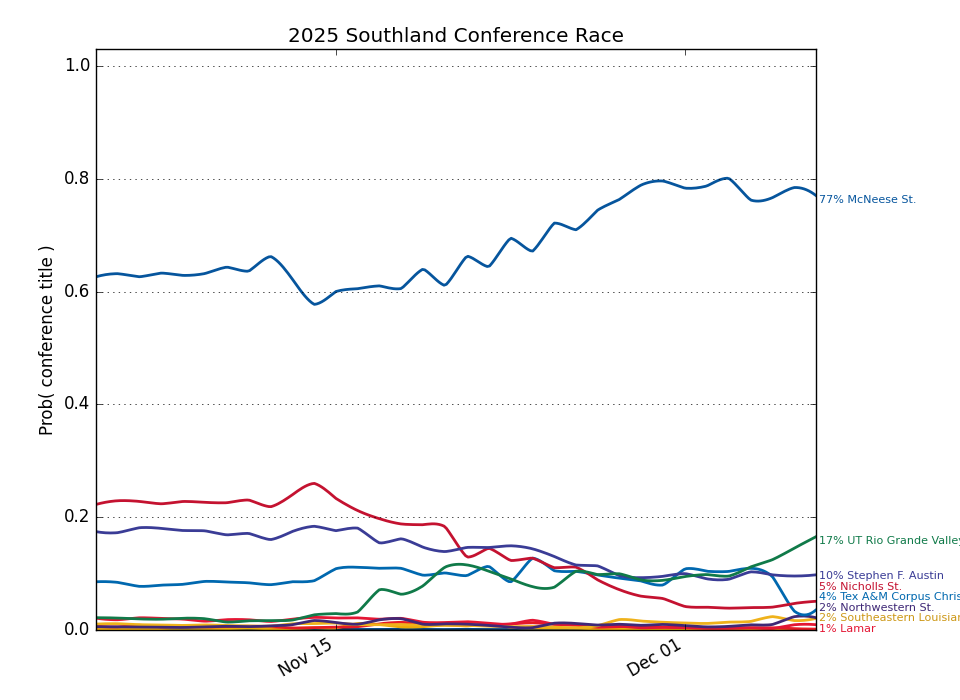 2025 Southland Conference Race
Prob( conference title )
1.0
0.8
0.6
0.4
0.2
0.0
Nov 15
Dec 01
77% McNeese St.
17% UT Rio Grande Valley
10% Stephen F. Austin
5% Nicholls St.
4% Tex A&M Corpus Chris
2% Northwestern St.
2% Southeastern Louisian
1% Lamar